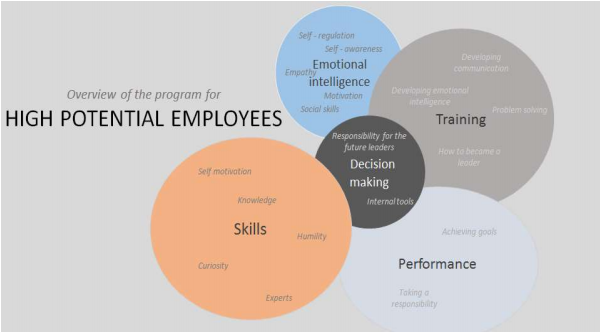 Overview of the program for
HIGH POTENTIAL EMPLOYEES
Self - regulation
Self - awareness
Emotional
intelligence
Empathy
Motivation
Social skills
Developing
communication
Developing emotional
intelligence
Problem solving
Training
How to become a
leader
Responsibility for the
future leaders
Decision
making
Internal tools
Self motivation
Knowledge
Skills
Humility
Curiosity
Experts
Achieving goals
Performance
Taking a
responsibility